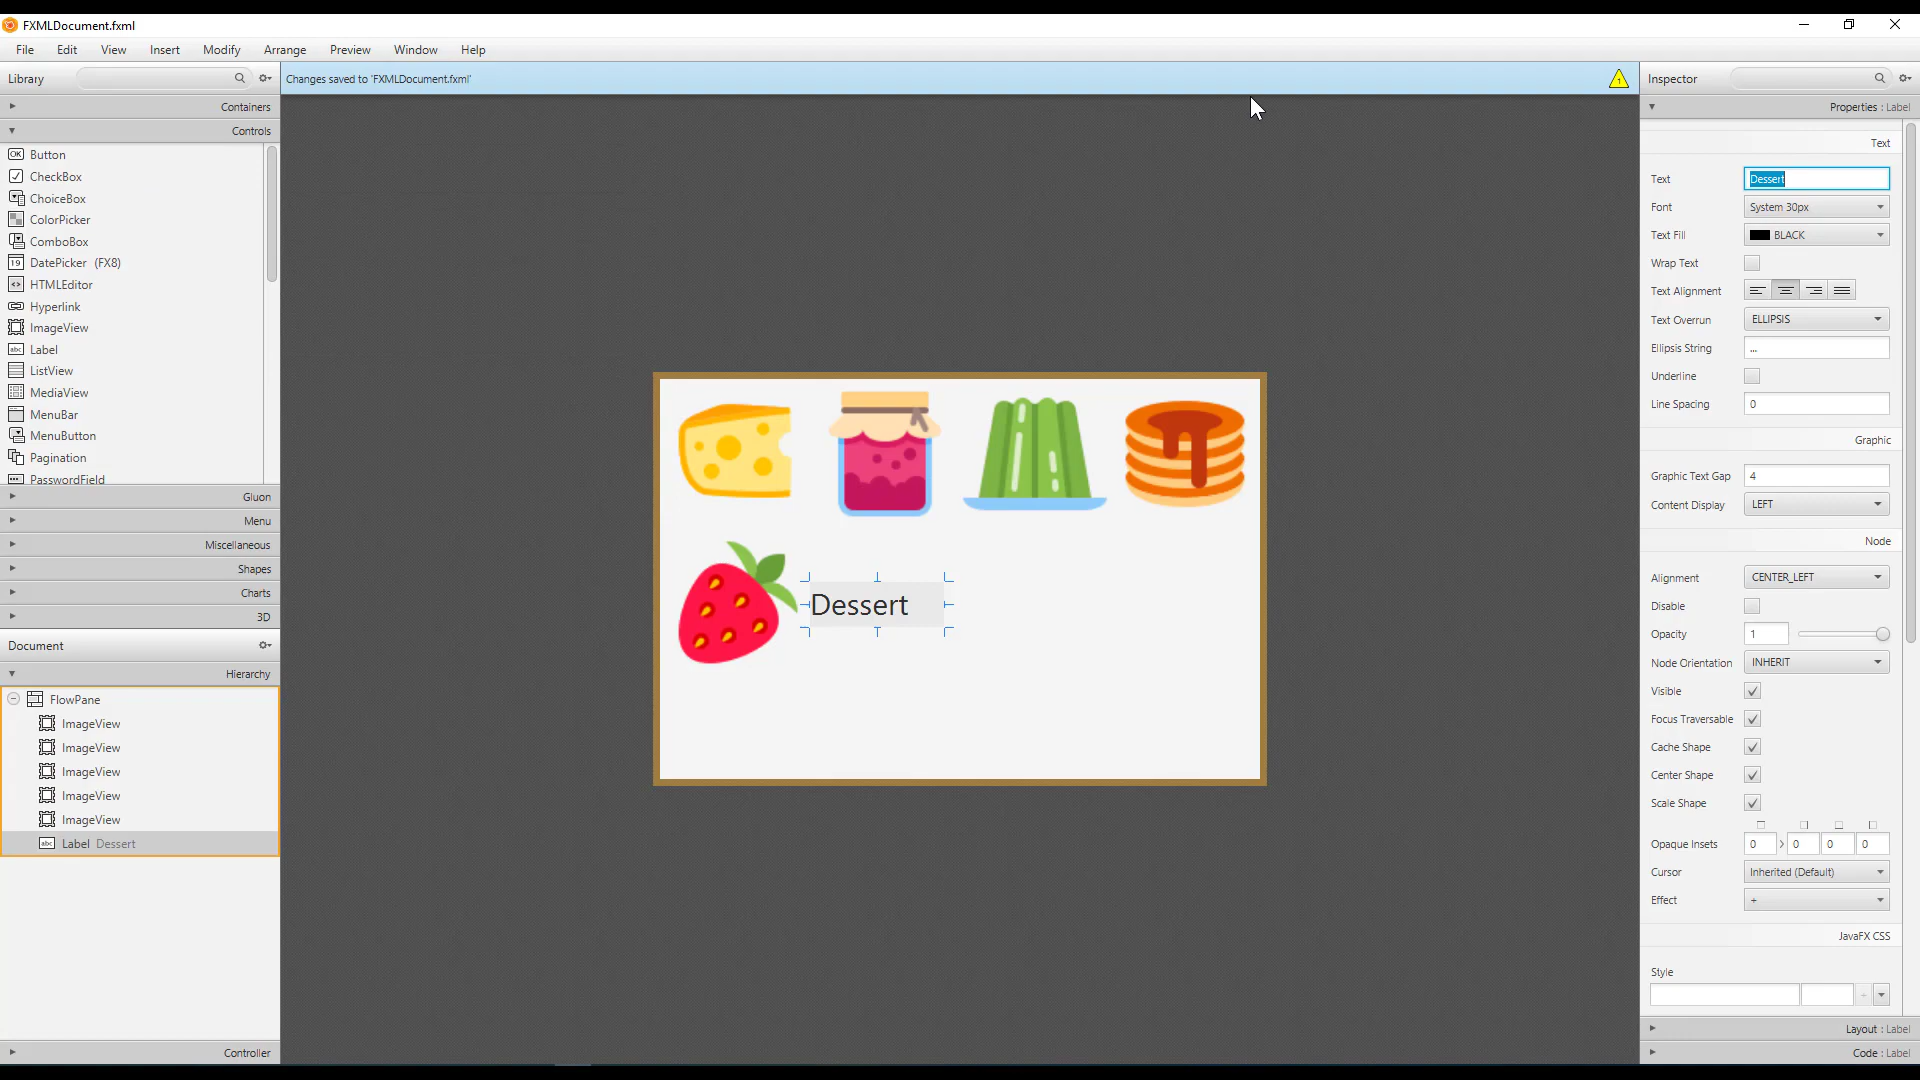 FXMLDocument.fxml
File Edit View Insert Modify Arrange Preview Window Help
Library
Changes saved to 'FXMLDocument.fxml'
Inspector
Containers
Controls
Button
CheckBox
ChoiceBox
ColorPicker
ComboBox
DatePicker (FX8)
HTMLEditor
Hyperlink
ImageView
Label
ListView
MediaView
MenuBar
MenuButton
Pagination
PasswordField
Gluon
Menu
Miscellaneous
Shapes
Charts
3D
Document
Hierarchy
FlowPane
ImageView
ImageView
ImageView
ImageView
ImageView
Label Dessert
Controller
Dessert
Properties : Label
Text
Text Dessert
Font System 30px
Text Fill BLACK
Wrap Text
Text Alignment
Text Overrun ELLIPSIS
Ellipsis String ...
Underline
Line Spacing 0
Graphic
Graphic Text Gap 4
Content Display LEFT
Node
Alignment CENTER_LEFT
Disable
Opacity 1
Node Orientation INHERIT
Visible
Focus Traversable
Cache Shape
Center Shape
Scale Shape
Opaque Insets 0 0 0 0
Cursor Inherited (Default)
Effect +
JavaFX CSS
Style
Layout : Label
Code : Label